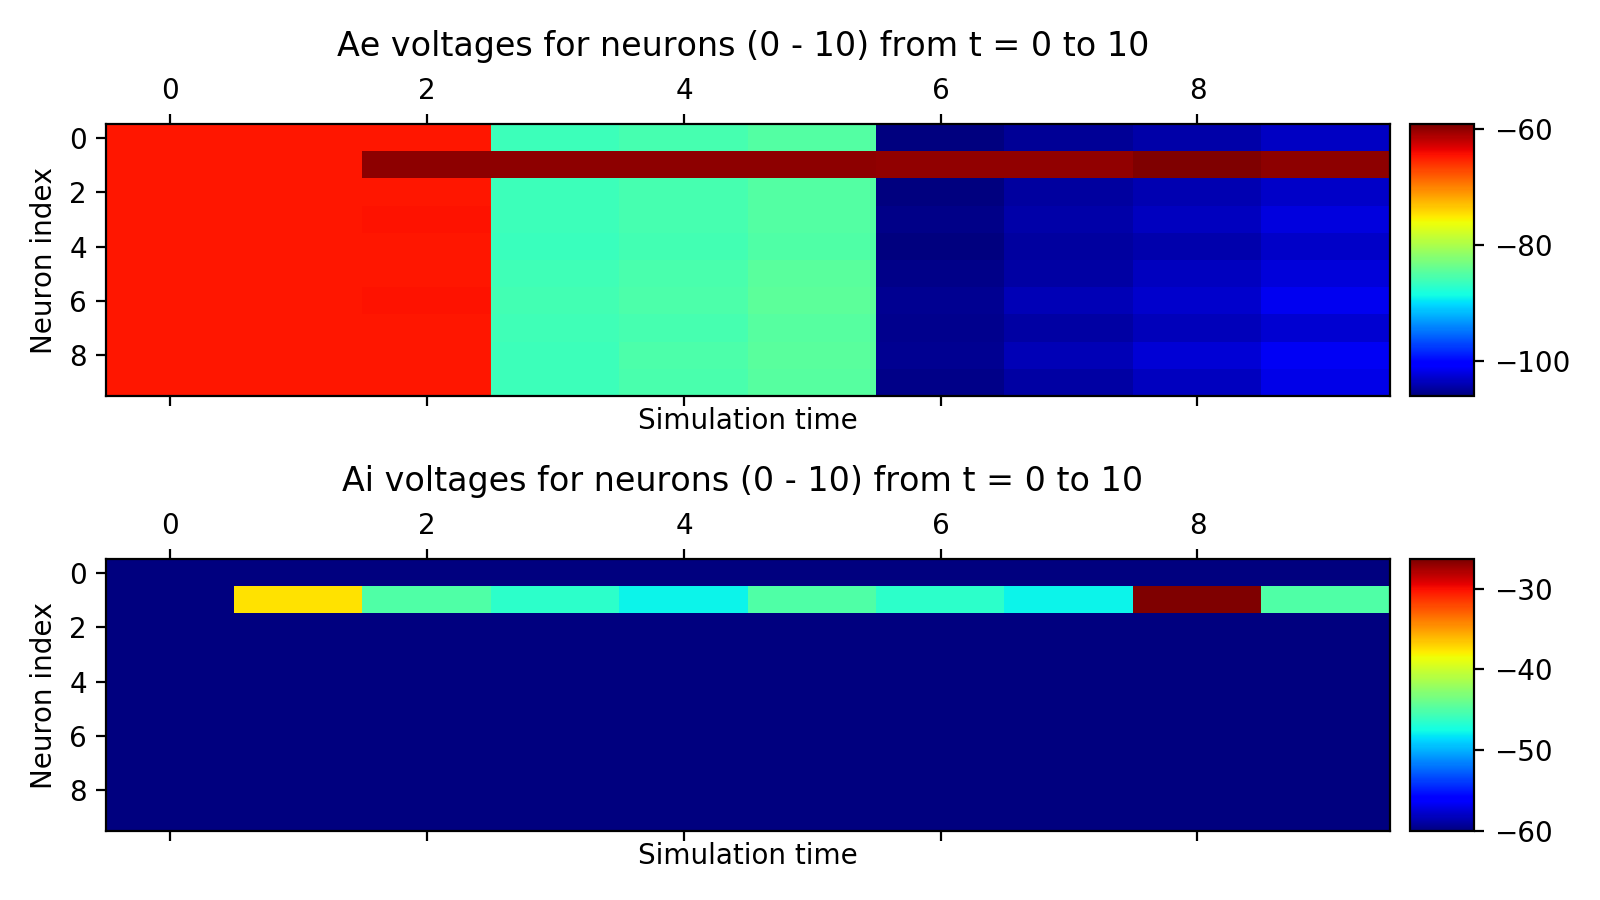 Ae voltages for neurons (0 - 10) from t = 0 to 10
0 2 4 6 8
Neuron index
0
2
4
6
8
Simulation time
−60
−80
−100
Ai voltages for neurons (0 - 10) from t = 0 to 10
0 2 4 6 8
Neuron index
0
2
4
6
8
Simulation time
−30
−40
−50
−60